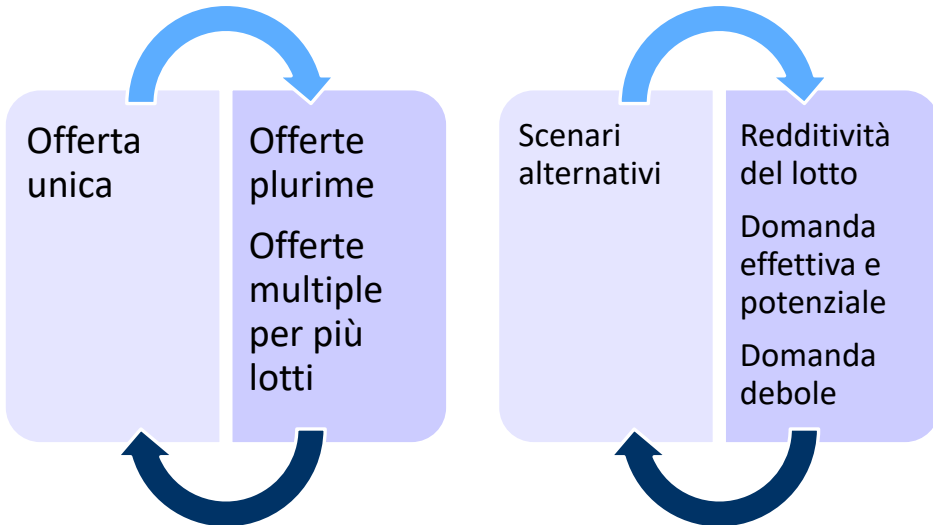 Offerta
unica
Offerte
plurime
Offerte
multiple
per più
lotti
Scenari
alternativi
Redditività
del lotto
Domanda
effettiva e
potenziale
Domanda
debole